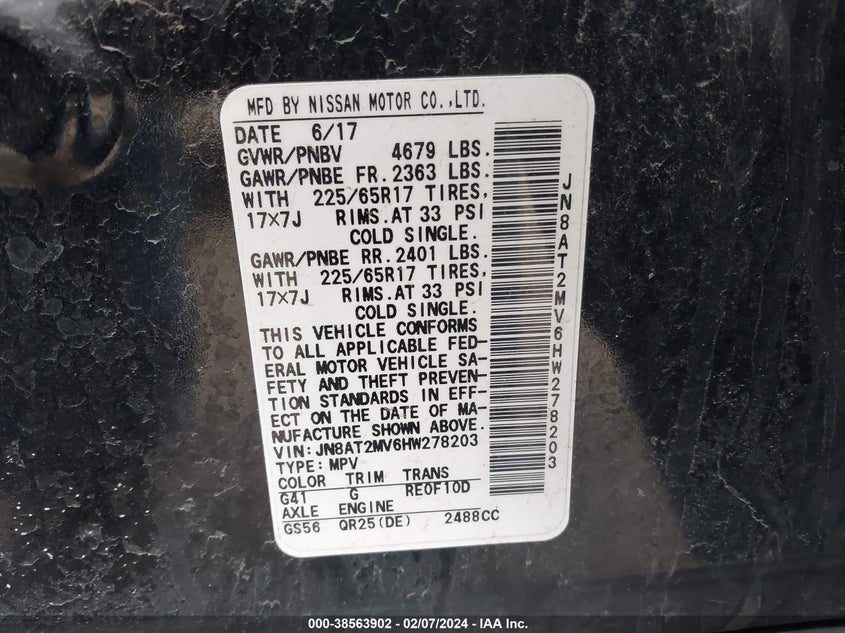 MFD BY NISSAN MOTOR CO.,LTD.
DATE 6/17
GVWR/PNBV 4679 LBS.
GAWR/PNBE FR. 2363 LBS.
WITH 225/65R17 TIRES,
17×7J RIMS.AT 33 PSI
COLD SINGLE.
GAWR/PNBE RR. 2401 LBS.
WITH 225/65R17 TIRES,
17×7J RIMS.AT 33 PSI
COLD SINGLE.
THIS VEHICLE CONFORMS
TO ALL APPLICABLE FED-
ERAL MOTOR VEHICLE SA-
FETY AND THEFT PREVEN-
TION STANDARDS IN EFF-
ECT ON THE DATE OF MA-
NUFACTURE SHOWN ABOVE.
VIN: JN8AT2MV6HW278203
TYPE: MPV
COLOR TRIM TRANS
G41 G RE0F10D
AXLE ENGINE
GS56 QR25(DE) 2488CC
JN8AT2MV6HW278203
000-38563902 - 02/07/2024 - IAA Inc.